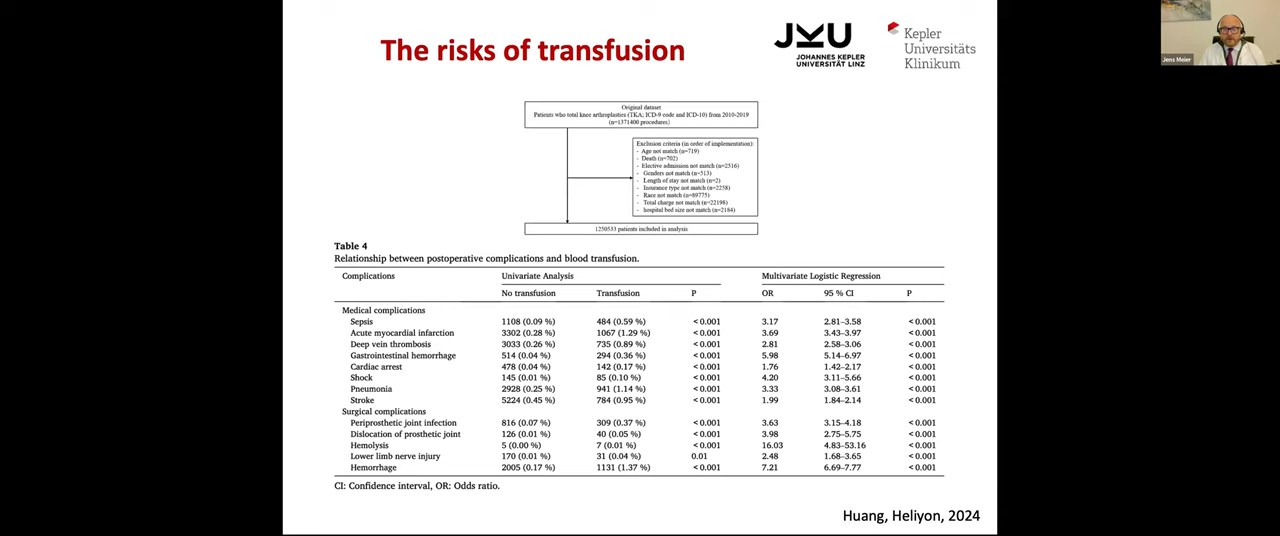 The risks of transfusion
JKU
JOHANNES KEPLER
UNIVERSITÄT LINZ
Kepler
Universitäts
Klinikum
Jens Meier
Original dataset
Patients who total knee arthroplasties (TKA; ICD-9 code and ICD-10) from 2010-2019
(n=1371400 procedures)
Exclusion criteria (in order of implementation):
- Age not match (n=719)
- Death (n=702)
- Elective admission not match (n=2516)
- Genders not match (n=513)
- Length of stay not match (n=2)
- Insurance type not match (n=2258)
- Race not match (n=89775)
- Total charge not match (n=22198)
- hospital bed size not match (n=2184)
1250533 patients included in analysis
Table 4
Relationship between postoperative complications and blood transfusion.
Complications Univariate Analysis Multivariate Logistic Regression
No transfusion Transfusion P OR 95 % CI P
Medical complications
Sepsis 1108 (0.09 %) 484 (0.59 %) <0.001 3.17 2.81–3.58 <0.001
Acute myocardial infarction 3302 (0.28 %) 1067 (1.29 %) <0.001 3.69 3.43–3.97 <0.001
Deep vein thrombosis 3033 (0.26 %) 735 (0.89 %) <0.001 2.81 2.58–3.06 <0.001
Gastrointestinal hemorrhage 514 (0.04 %) 294 (0.36 %) <0.001 5.98 5.14–6.97 <0.001
Cardiac arrest 478 (0.04 %) 142 (0.17 %) <0.001 1.76 1.42–2.17 <0.001
Shock 145 (0.01 %) 85 (0.10 %) <0.001 4.20 3.11–5.66 <0.001
Pneumonia 2928 (0.25 %) 941 (1.14 %) <0.001 3.33 3.08–3.61 <0.001
Stroke 5224 (0.45 %) 784 (0.95 %) <0.001 1.99 1.84–2.14 <0.001
Surgical complications
Periprosthetic joint infection 816 (0.07 %) 309 (0.37 %) <0.001 3.63 3.15–4.18 <0.001
Dislocation of prosthetic joint 126 (0.01 %) 40 (0.05 %) <0.001 3.98 2.75–5.75 <0.001
Hemolysis 5 (0.00 %) 7 (0.01 %) <0.001 16.03 4.83–53.16 <0.001
Lower limb nerve injury 170 (0.01 %) 31 (0.04 %) 0.01 2.48 1.68–3.65 <0.001
Hemorrhage 2005 (0.17 %) 1131 (1.37 %) <0.001 7.21 6.69–7.77 <0.001
CI: Confidence interval, OR: Odds ratio.
Huang, Heliyon, 2024